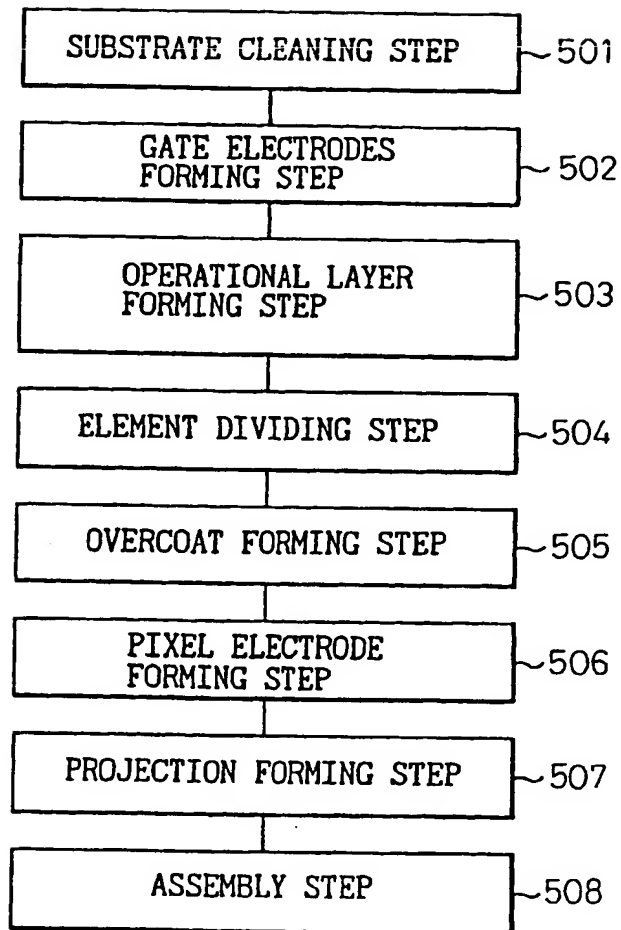 SUBSTRATE CLEANING STEP 501
GATE ELECTRODES
FORMING STEP 502
OPERATIONAL LAYER
FORMING STEP 503
ELEMENT DIVIDING STEP 504
OVERCOAT FORMING STEP 505
PIXEL ELECTRODE
FORMING STEP 506
PROJECTION FORMING STEP 507
ASSEMBLY STEP 508